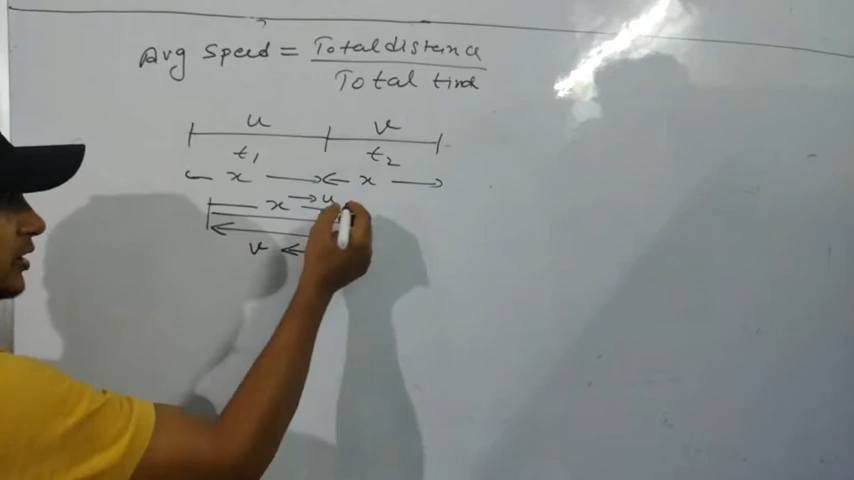 Avg Speed = Total distance
Total time
u v
t1 t2
← x → ← x →
x → u
v ←